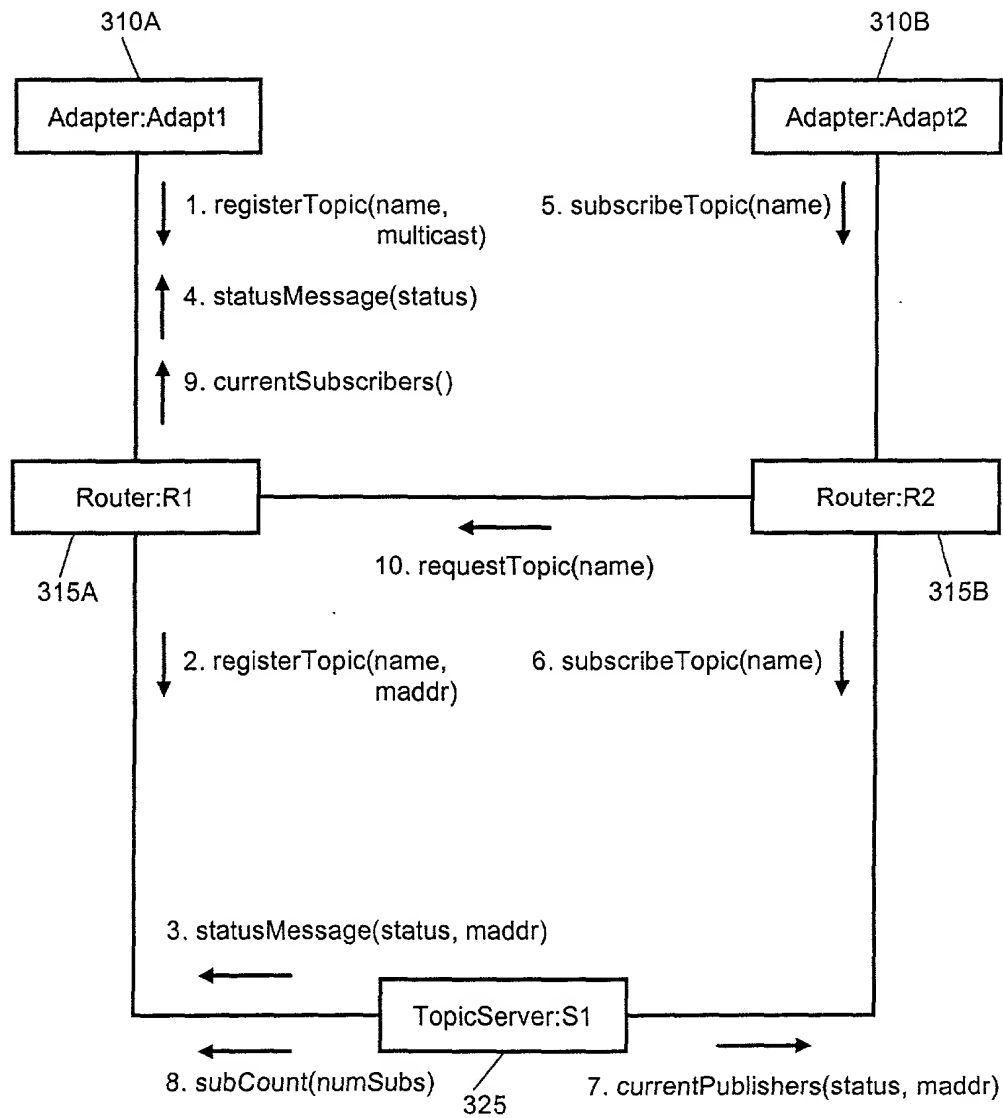 310A
310B
Adapter:Adapt1
Adapter:Adapt2
1. registerTopic(name,
multicast)
5. subscribeTopic(name)
4. statusMessage(status)
9. currentSubscribers()
Router:R1
Router:R2
10. requestTopic(name)
315A
315B
2. registerTopic(name,
maddr)
6. subscribeTopic(name)
3. statusMessage(status, maddr)
TopicServer:S1
8. subCount(numSubs)
7. currentPublishers(status, maddr)
325